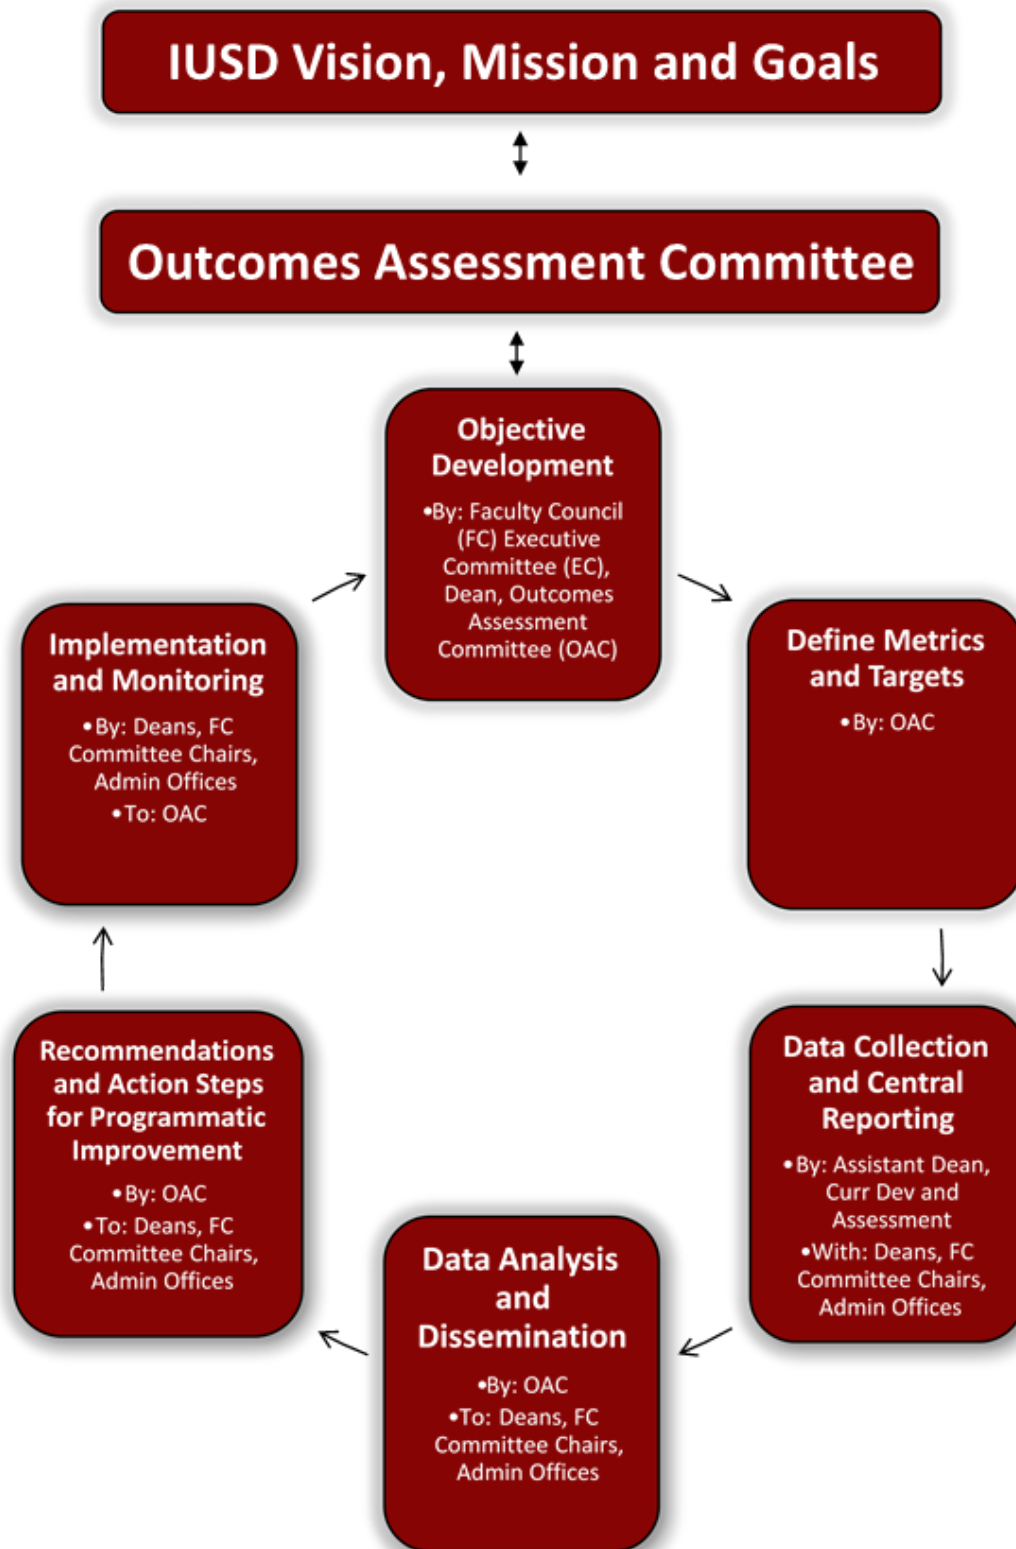 IUSD Vision, Mission and Goals
Outcomes Assessment Committee
Objective
Development
•By: Faculty Council
(FC) Executive
Committee (EC),
Dean, Outcomes
Assessment
Committee (OAC)
Define Metrics
and Targets
•By: OAC
Data Collection
and Central
Reporting
•By: Assistant Dean,
Curr Dev and
Assessment
•With: Deans, FC
Committee Chairs,
Admin Offices
Data Analysis
and
Dissemination
•By: OAC
•To: Deans, FC
Committee Chairs,
Admin Offices
Recommendations
and Action Steps
for Programmatic
Improvement
•By: OAC
•To: Deans, FC
Committee Chairs,
Admin Offices
Implementation
and Monitoring
•By: Deans, FC
Committee Chairs,
Admin Offices
•To: OAC